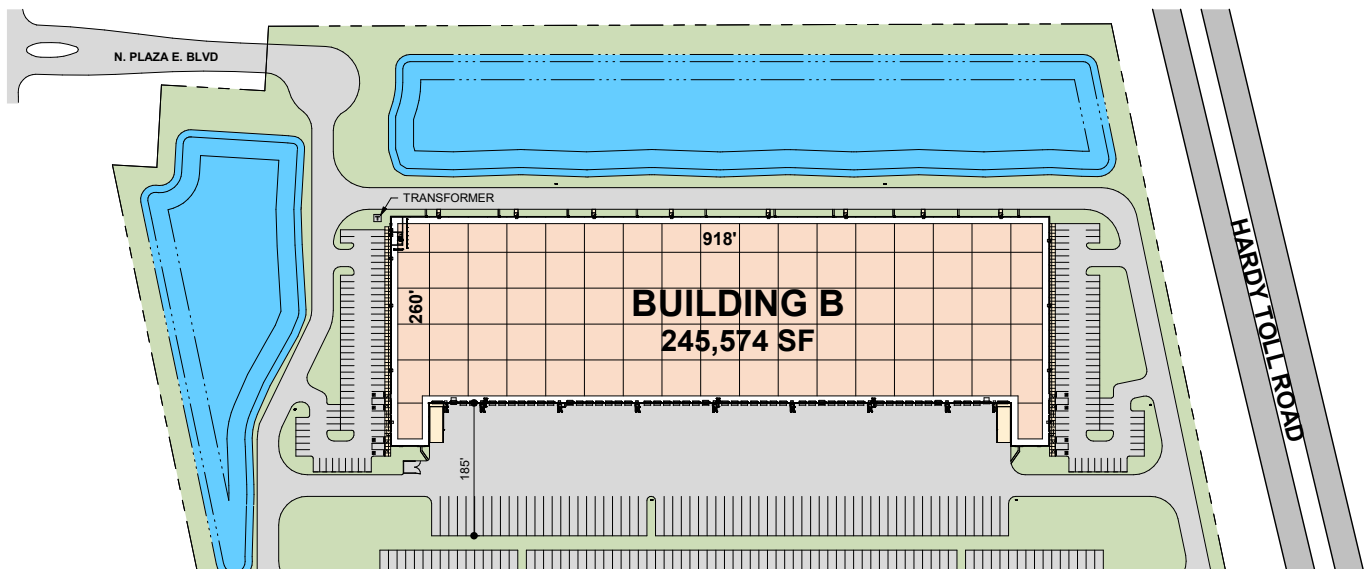 N. PLAZA E. BLVD
TRANSFORMER
T
918'
260'
BUILDING B
245,574 SF
185'
HARDY TOLL ROAD